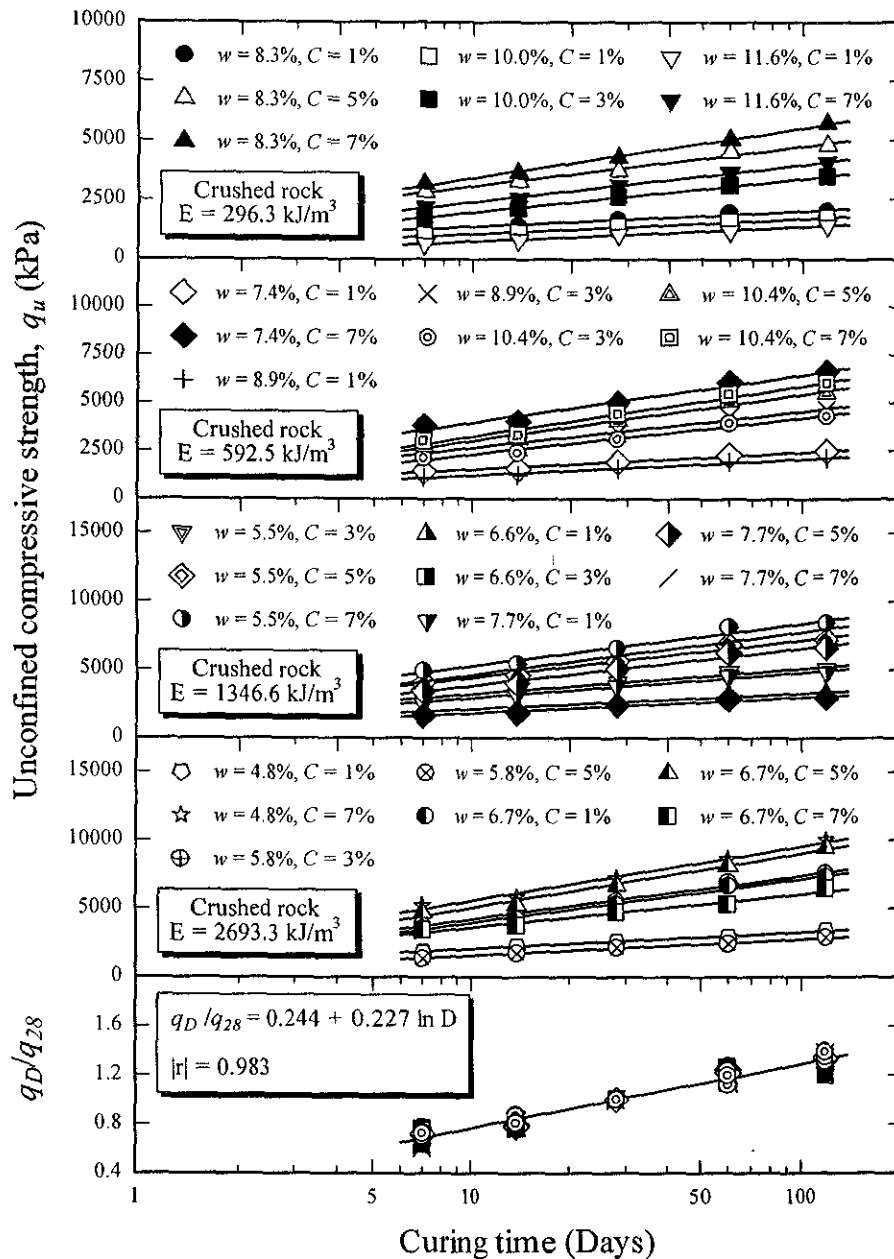 Unconfined compressive strength, q_u (kPa)
10000
7500
5000
2500
0
w = 8.3%, C = 1%
w = 10.0%, C = 1%
w = 11.6%, C = 1%
w = 8.3%, C = 5%
w = 10.0%, C = 3%
w = 11.6%, C = 7%
w = 8.3%, C = 7%
Crushed rock
E = 296.3 kJ/m³
10000
7500
5000
2500
0
w = 7.4%, C = 1%
w = 8.9%, C = 3%
w = 10.4%, C = 5%
w = 7.4%, C = 7%
w = 10.4%, C = 3%
w = 10.4%, C = 7%
w = 8.9%, C = 1%
Crushed rock
E = 592.5 kJ/m³
15000
10000
5000
0
w = 5.5%, C = 3%
w = 6.6%, C = 1%
w = 7.7%, C = 5%
w = 5.5%, C = 5%
w = 6.6%, C = 3%
w = 7.7%, C = 7%
w = 5.5%, C = 7%
w = 7.7%, C = 1%
Crushed rock
E = 1346.6 kJ/m³
15000
10000
5000
0
w = 4.8%, C = 1%
w = 5.8%, C = 5%
w = 6.7%, C = 5%
w = 4.8%, C = 7%
w = 6.7%, C = 1%
w = 6.7%, C = 7%
w = 5.8%, C = 3%
Crushed rock
E = 2693.3 kJ/m³
q_D/q_28
1.6
1.2
0.8
0.4
q_D/q_28 = 0.244 + 0.227 ln D
|r| = 0.983
1
5
10
50
100
Curing time (Days)